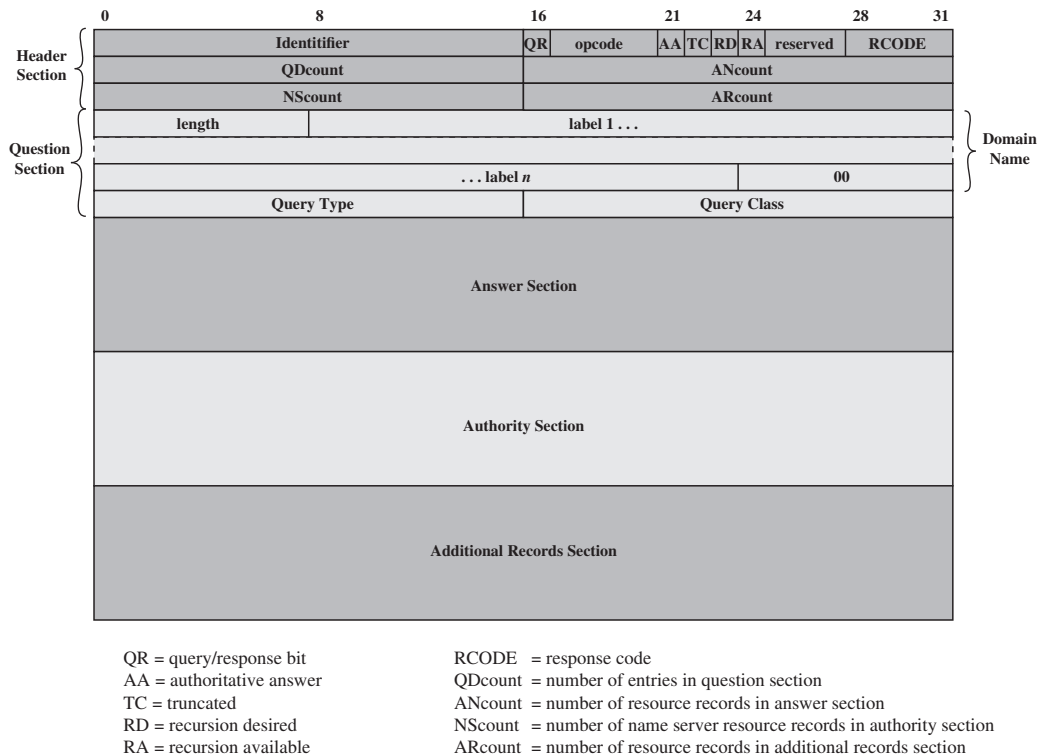 0 8 16 21 24 28 31
Header Section
Identitifier QR opcode AA TC RD RA reserved RCODE
QDcount ANcount
NScount ARcount
Question Section
length label 1 . . .
Domain Name
. . . label n 00
Query Type Query Class
Answer Section
Authority Section
Additional Records Section
QR = query/response bit
AA = authoritative answer
TC = truncated
RD = recursion desired
RA = recursion available
RCODE = response code
QDcount = number of entries in question section
ANcount = number of resource records in answer section
NScount = number of name server resource records in authority section
ARcount = number of resource records in additional records section